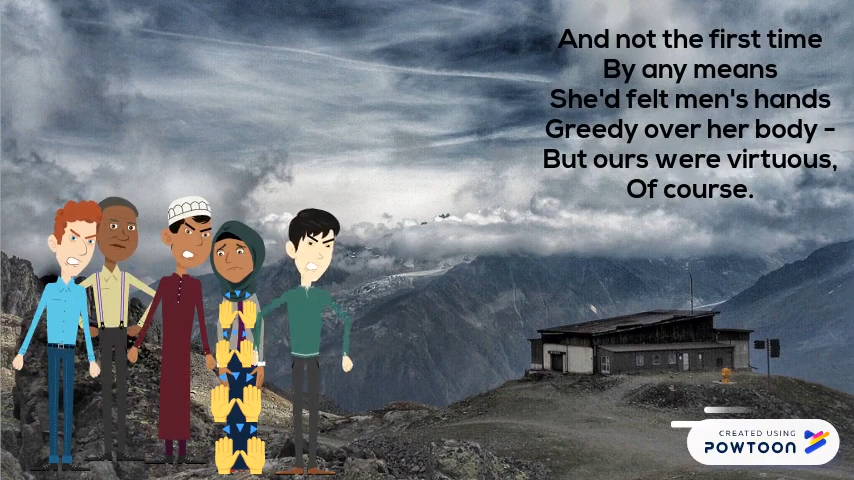 And not the first time
By any means
She'd felt men's hands
Greedy over her body -
But ours were virtuous,
Of course.
CREATED USING
POWTOON